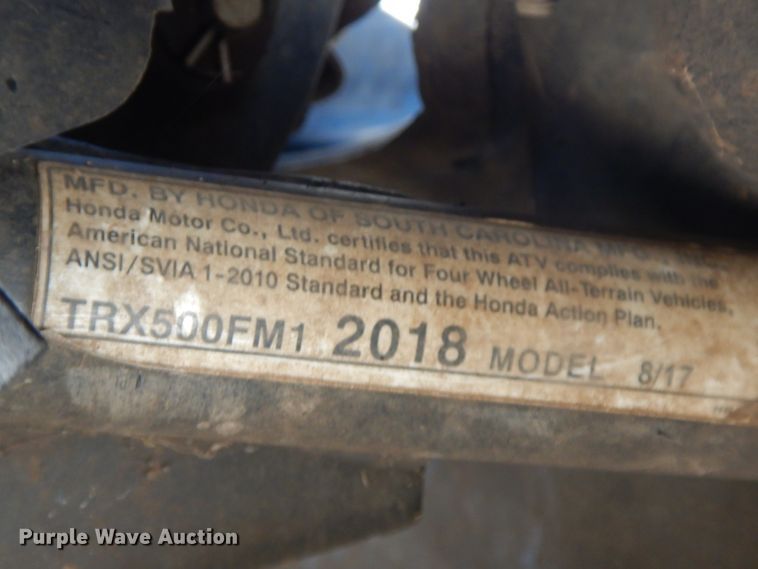 MFD. BY HONDA OF SOUTH CAROLINA MFG., INC.
Honda Motor Co., Ltd. certifies that this ATV complies with the
American National Standard for Four Wheel All-Terrain Vehicles,
ANSI/SVIA 1-2010 Standard and the Honda Action Plan.
TRX500FM1 2018 MODEL 8/17
Purple Wave Auction